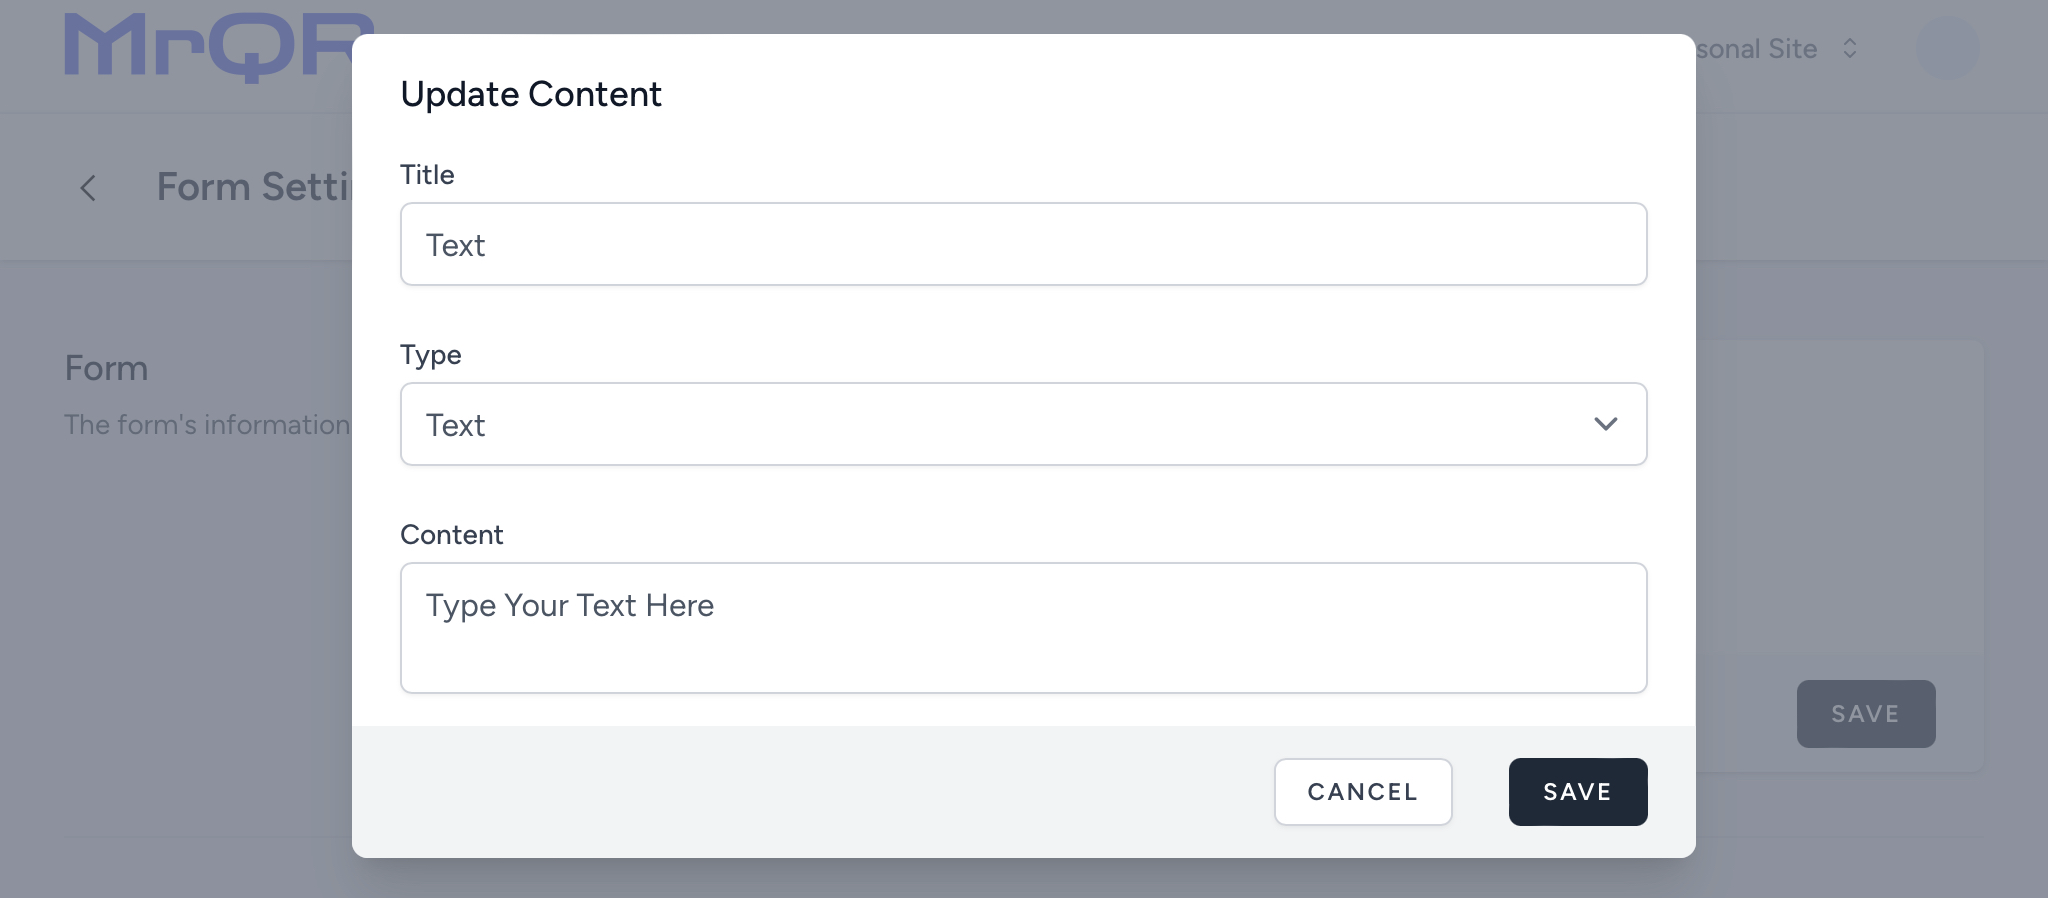 MrQR
sonal Site
Update Content
Form Setti
Title
Text
Type
Text
Form
The form's information
Content
Type Your Text Here
SAVE
CANCEL
SAVE